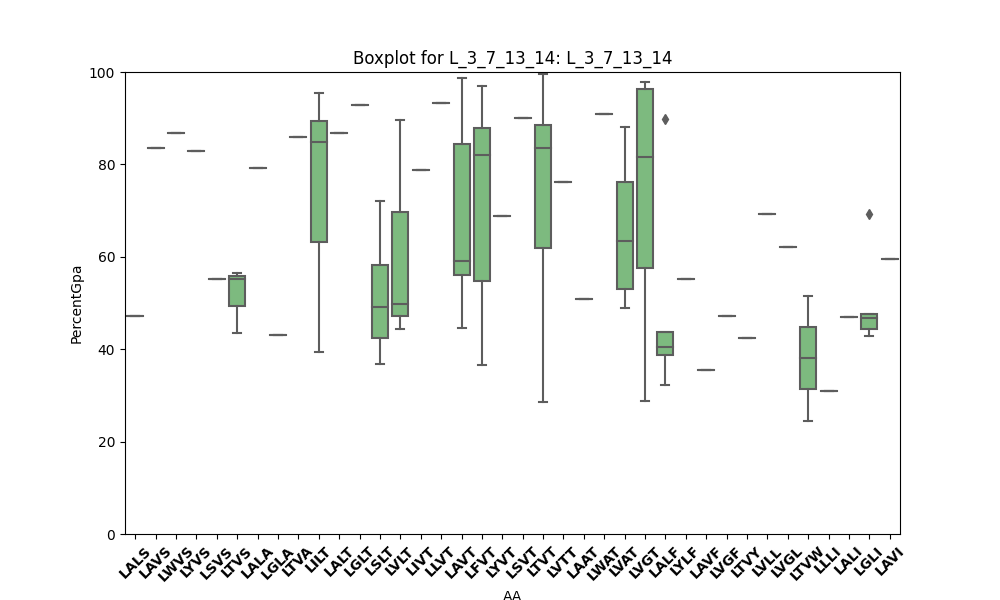 Boxplot for L_3_7_13_14: L_3_7_13_14
PercentGpa
100
80
60
40
20
0
LALS LAVS LWVS LYVS LSVS LTVS LALA LGLA LTVA LILT LALT LGLT LSLT LVLT LIVT LLVT LAVT LFVT LYVT LSVT LTVT LVTT LAAT LWAT LVAT LVGT LALF LYLF LAVF LVGF LTVY LVLL LVGL LTVW LLLI LALI LGLI LAVI
AA